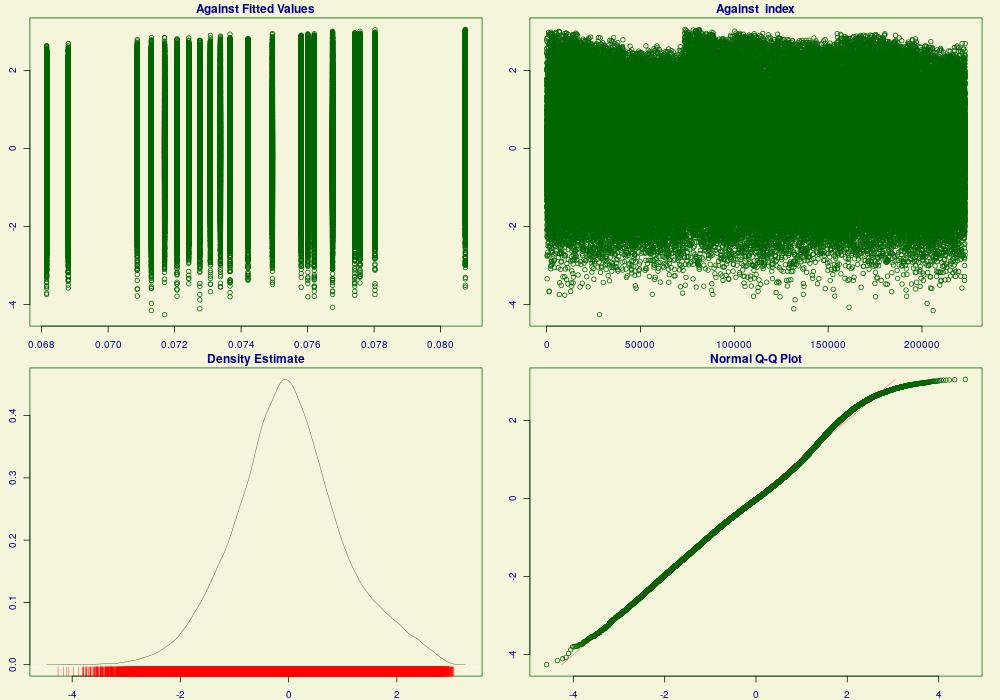 Against Fitted Values
Against index
2
0
-2
-4
0.068 0.070 0.072 0.074 0.076 0.078 0.080
2
0
-2
-4
0 50000 100000 150000 200000
Density Estimate
Normal Q-Q Plot
0.4
0.3
0.2
0.1
0.0
-4 -2 0 2
2
0
-2
-4
-4 -2 0 2 4